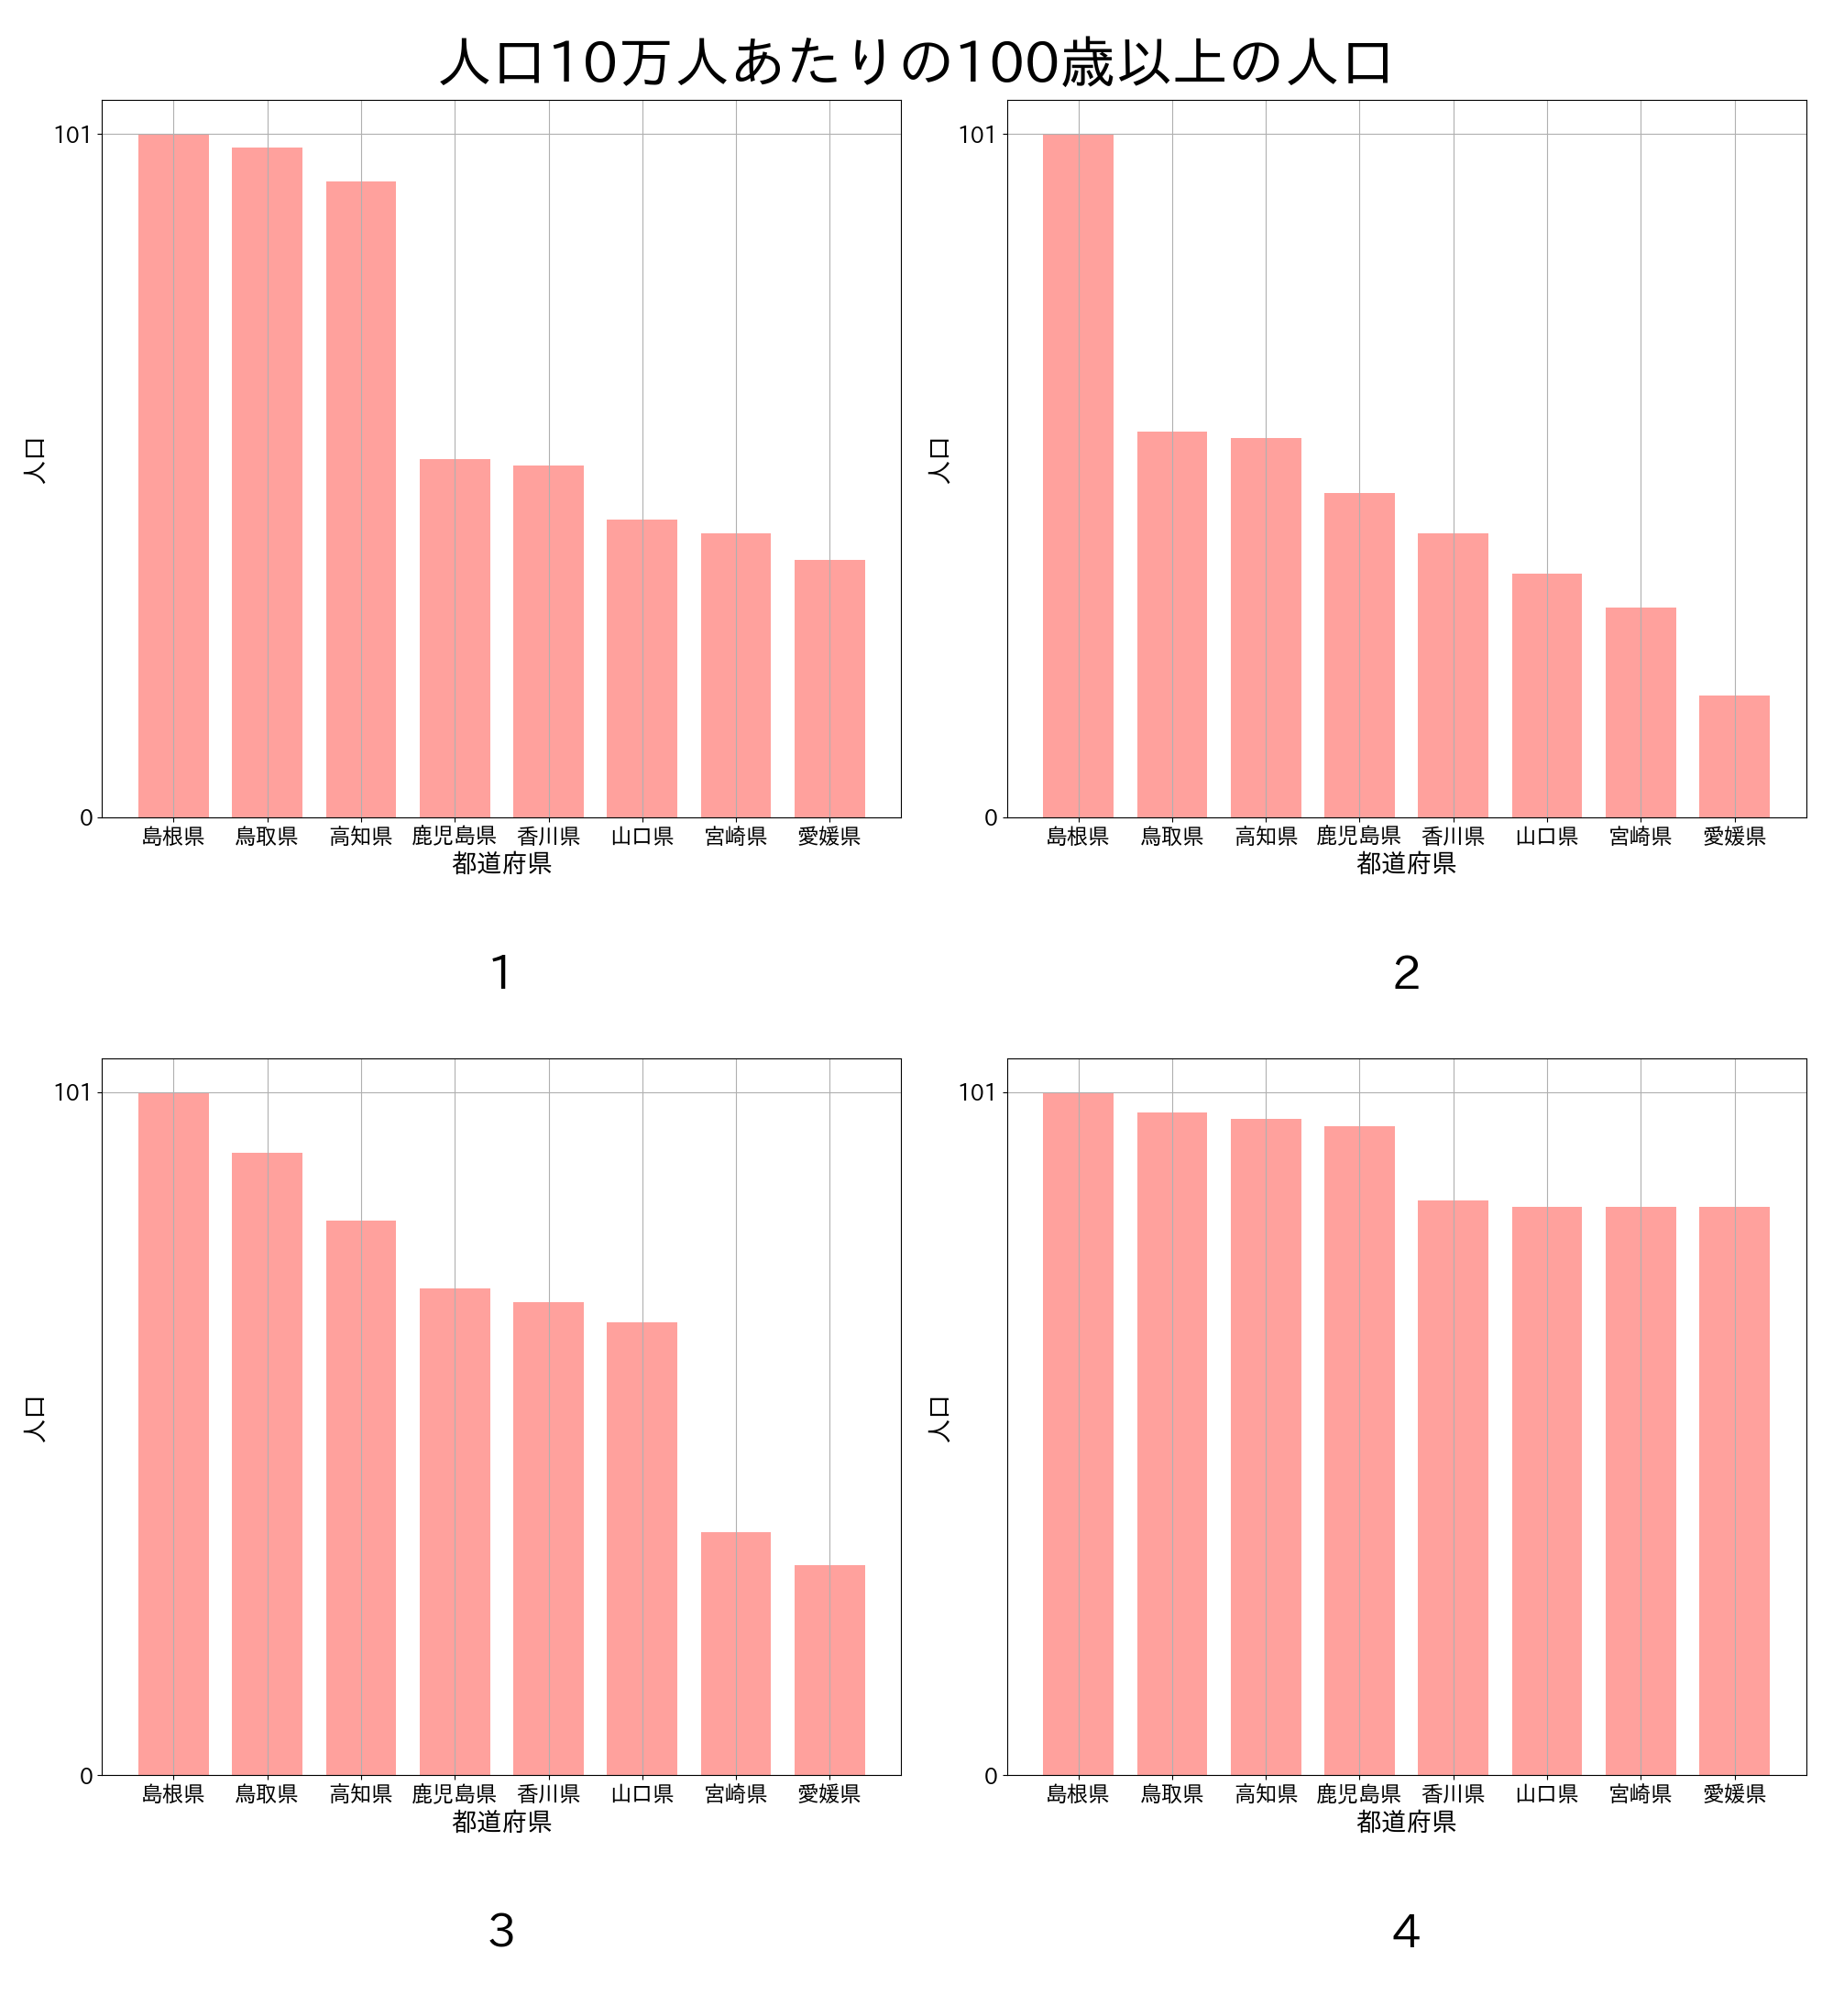 人口10万人あたりの100歳以上の人口
101
0
人口
島根県 鳥取県 高知県 鹿児島県 香川県 山口県 宮崎県 愛媛県
都道府県
1
101
0
人口
島根県 鳥取県 高知県 鹿児島県 香川県 山口県 宮崎県 愛媛県
都道府県
2
101
0
人口
島根県 鳥取県 高知県 鹿児島県 香川県 山口県 宮崎県 愛媛県
都道府県
3
101
0
人口
島根県 鳥取県 高知県 鹿児島県 香川県 山口県 宮崎県 愛媛県
都道府県
4